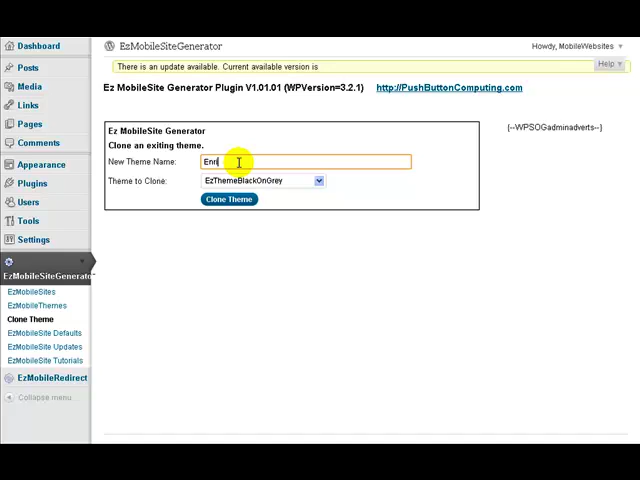 Dashboard
EzMobileSiteGenerator
Howdy, MobileWebsites
Help
There is an update available. Current available version is
Posts
Ez MobileSite Generator Plugin V1.01.01 (WPVersion=3.2.1) http://PushButtonComputing.com
Media
Links
Pages
Comments
Ez MobileSite Generator
{--WPSOGadminadverts--}
Clone an exiting theme.
New Theme Name: Enri
Appearance
Theme to Clone: EzThemeBlackOnGrey
Plugins
Clone Theme
Users
Tools
Settings
EzMobileSiteGenerato
EzMobileSites
EzMobileThemes
Clone Theme
EzMobileSite Defaults
EzMobileSite Updates
EzMobileSite Tutorials
EzMobileRedirect
Collapse menu